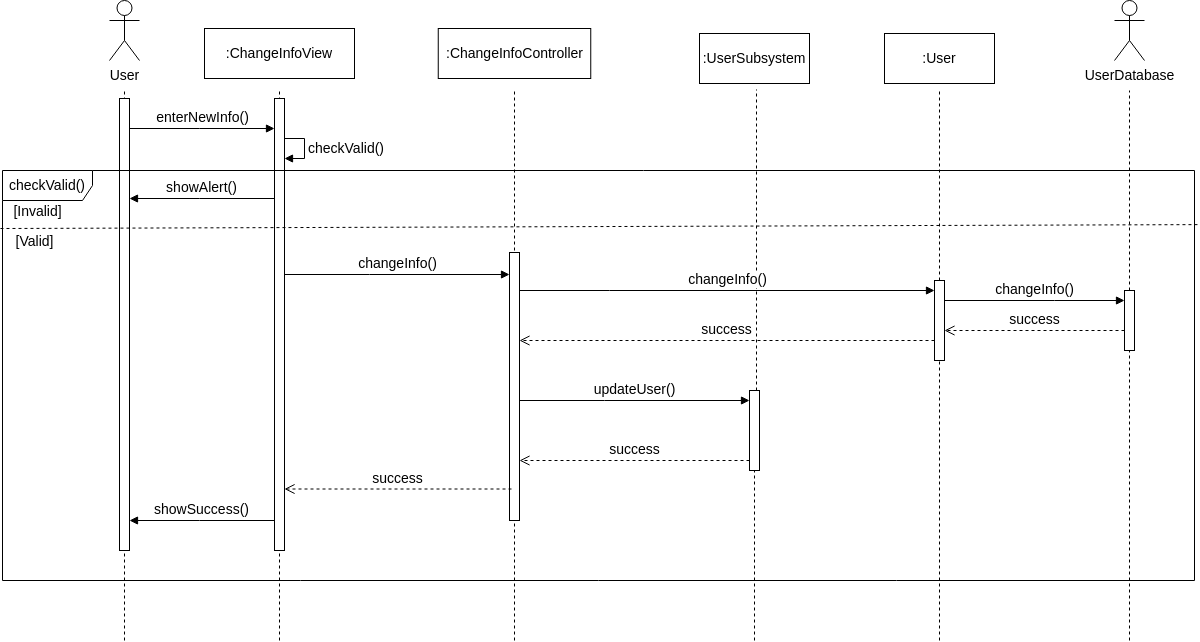 User
:ChangeInfoView
:ChangeInfoController
:UserSubsystem
:User
UserDatabase
enterNewInfo()
checkValid()
checkValid()
showAlert()
[Invalid]
[Valid]
changeInfo()
changeInfo()
changeInfo()
success
success
updateUser()
success
success
showSuccess()